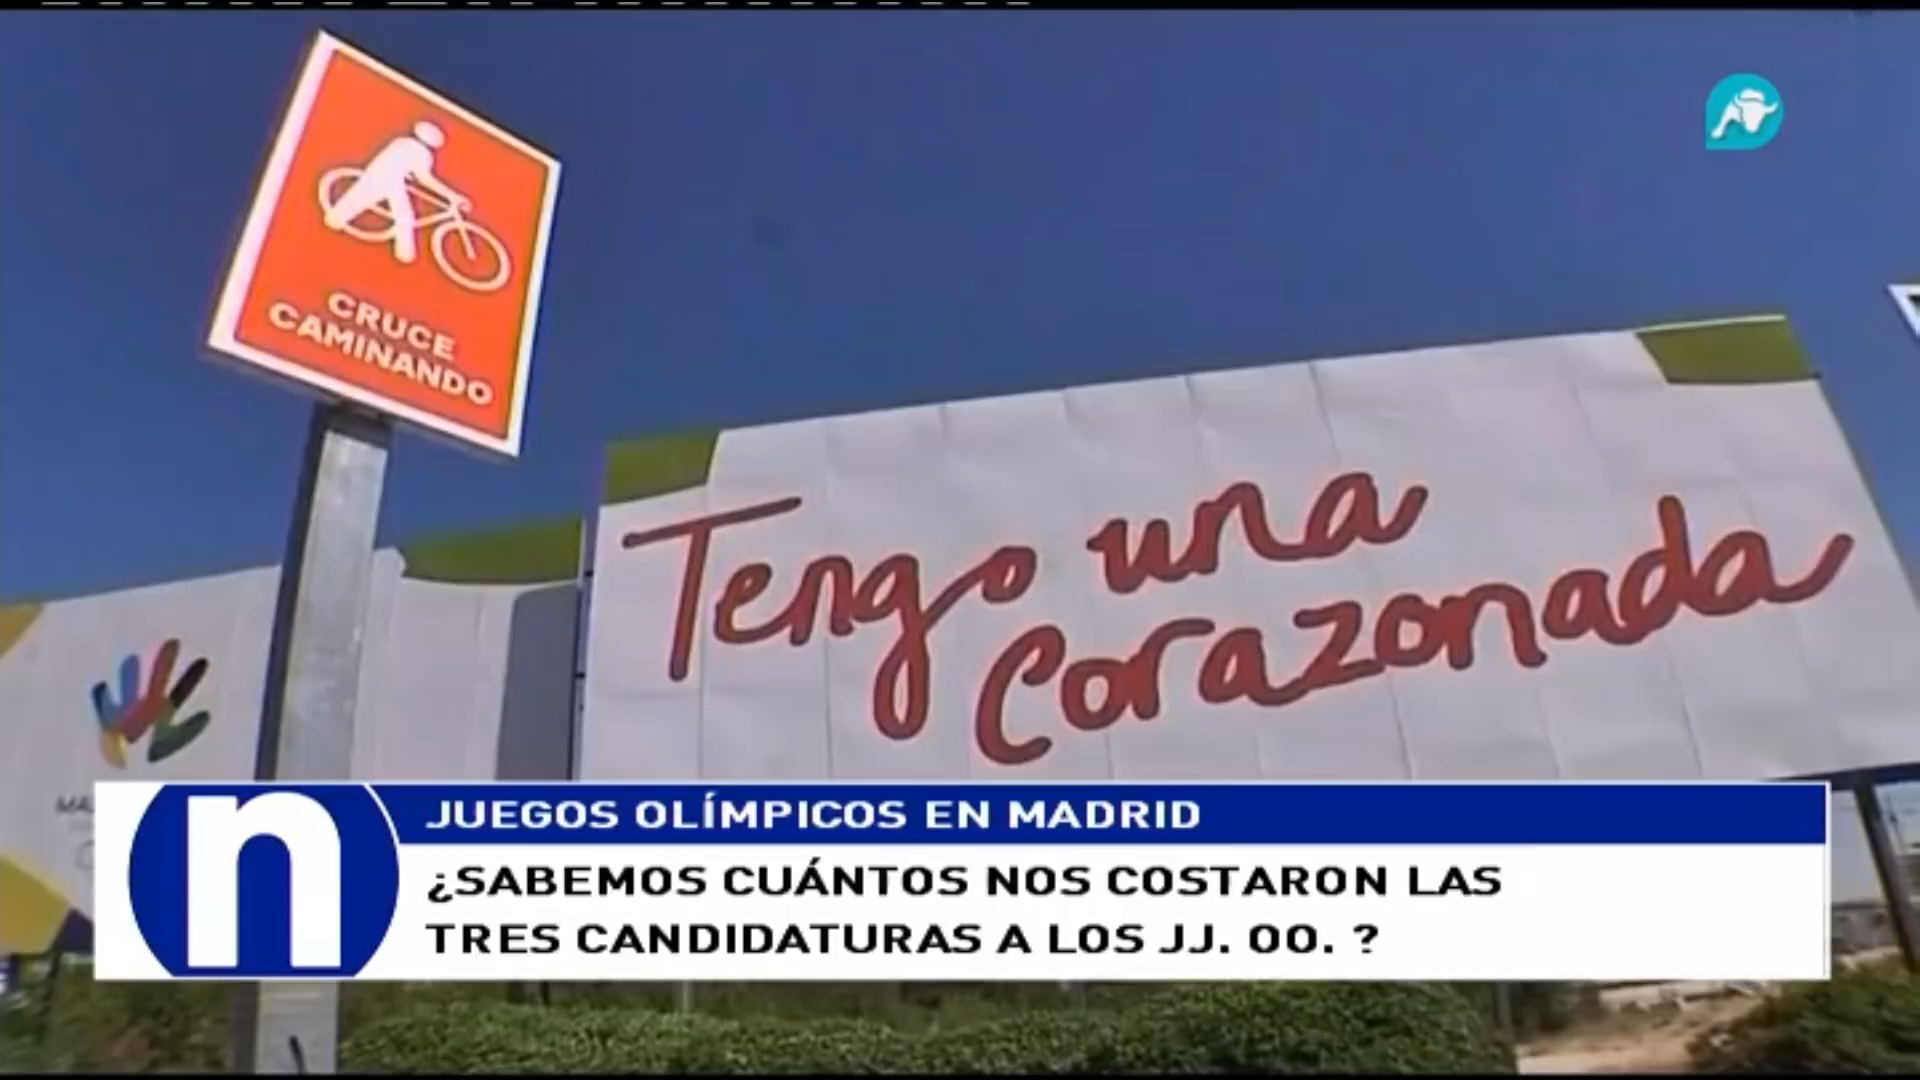 CRUCE
CAMINANDO
Tengo una
Corazonada
n
JUEGOS OLÍMPICOS EN MADRID
¿SABEMOS CUÁNTOS NOS COSTARON LAS
TRES CANDIDATURAS A LOS JJ. OO. ?